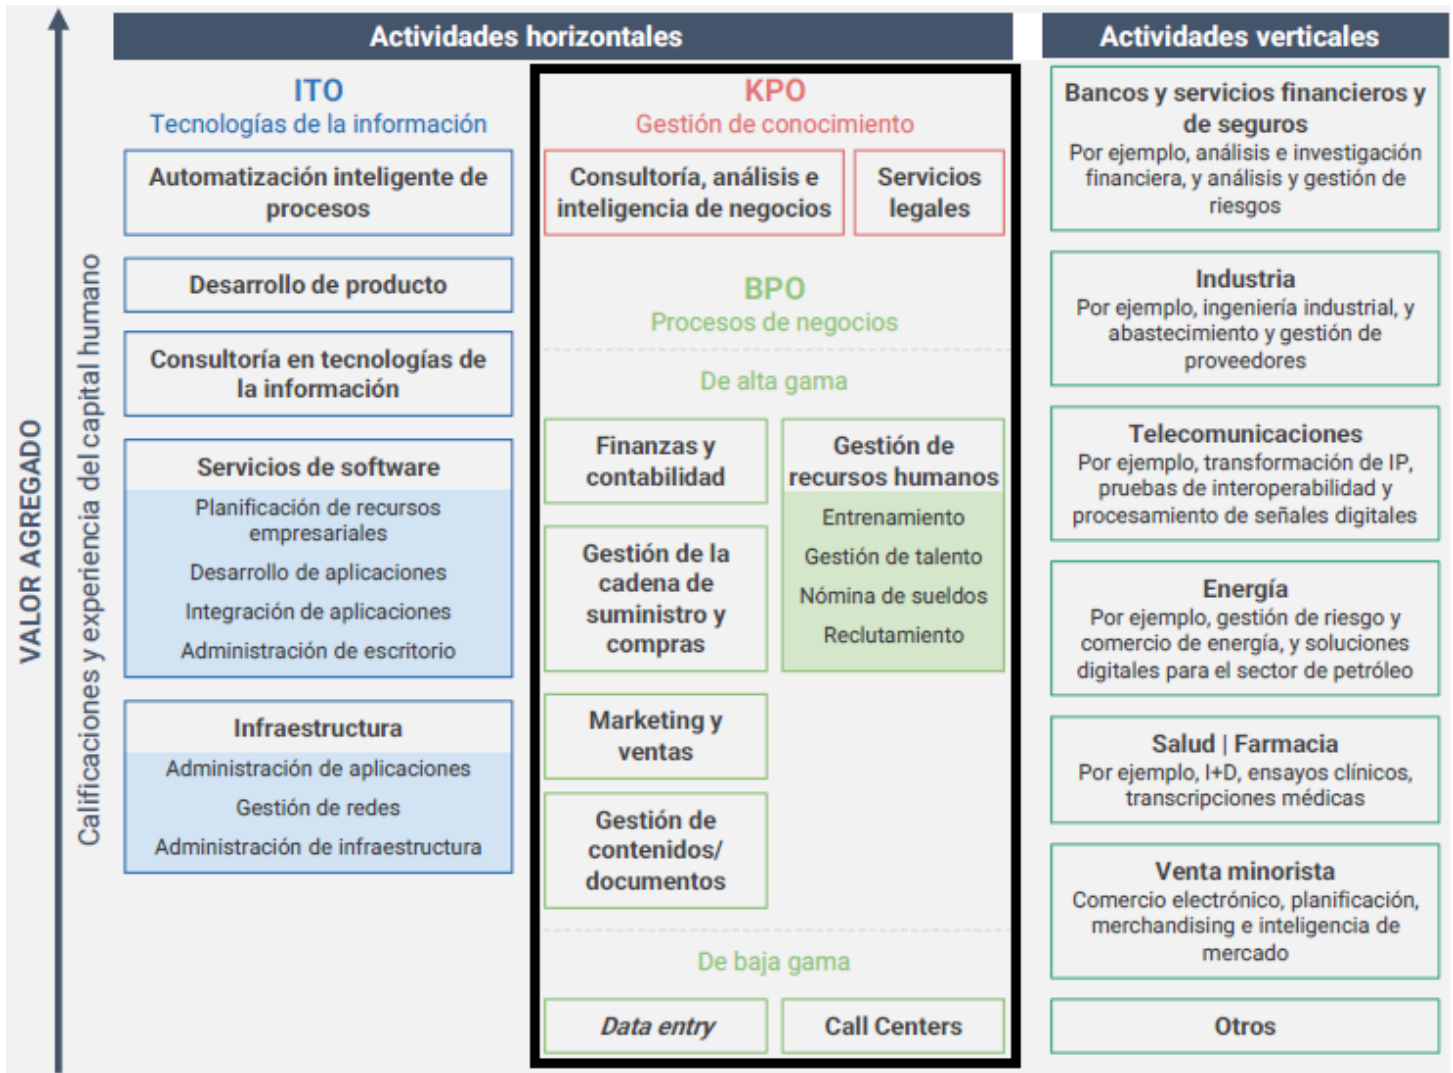 VALOR AGREGADO
Calificaciones y experiencia del capital humano
Actividades horizontales
ITO
Tecnologías de la información
Automatización inteligente de
procesos
Desarrollo de producto
Consultoría en tecnologías de
la información
Servicios de software
Planificación de recursos
empresariales
Desarrollo de aplicaciones
Integración de aplicaciones
Administración de escritorio
Infraestructura
Administración de aplicaciones
Gestión de redes
Administración de infraestructura
KPO
Gestión de conocimiento
Consultoría, análisis e
inteligencia de negocios
Servicios
legales
BPO
Procesos de negocios
De alta gama
Finanzas y
contabilidad
Gestión de la
cadena de
suministro y
compras
Marketing y
ventas
Gestión de
contenidos/
documentos
Gestión de
recursos humanos
Entrenamiento
Gestión de talento
Nómina de sueldos
Reclutamiento
De baja gama
Data entry
Call Centers
Actividades verticales
Bancos y servicios financieros y
de seguros
Por ejemplo, análisis e investigación
financiera, y análisis y gestión de
riesgos
Industria
Por ejemplo, ingeniería industrial, y
abastecimiento y gestión de
proveedores
Telecomunicaciones
Por ejemplo, transformación de IP,
pruebas de interoperabilidad y
procesamiento de señales digitales
Energía
Por ejemplo, gestión de riesgo y
comercio de energía, y soluciones
digitales para el sector de petróleo
Salud | Farmacia
Por ejemplo, I+D, ensayos clínicos,
transcripciones médicas
Venta minorista
Comercio electrónico, planificación,
merchandising e inteligencia de
mercado
Otros